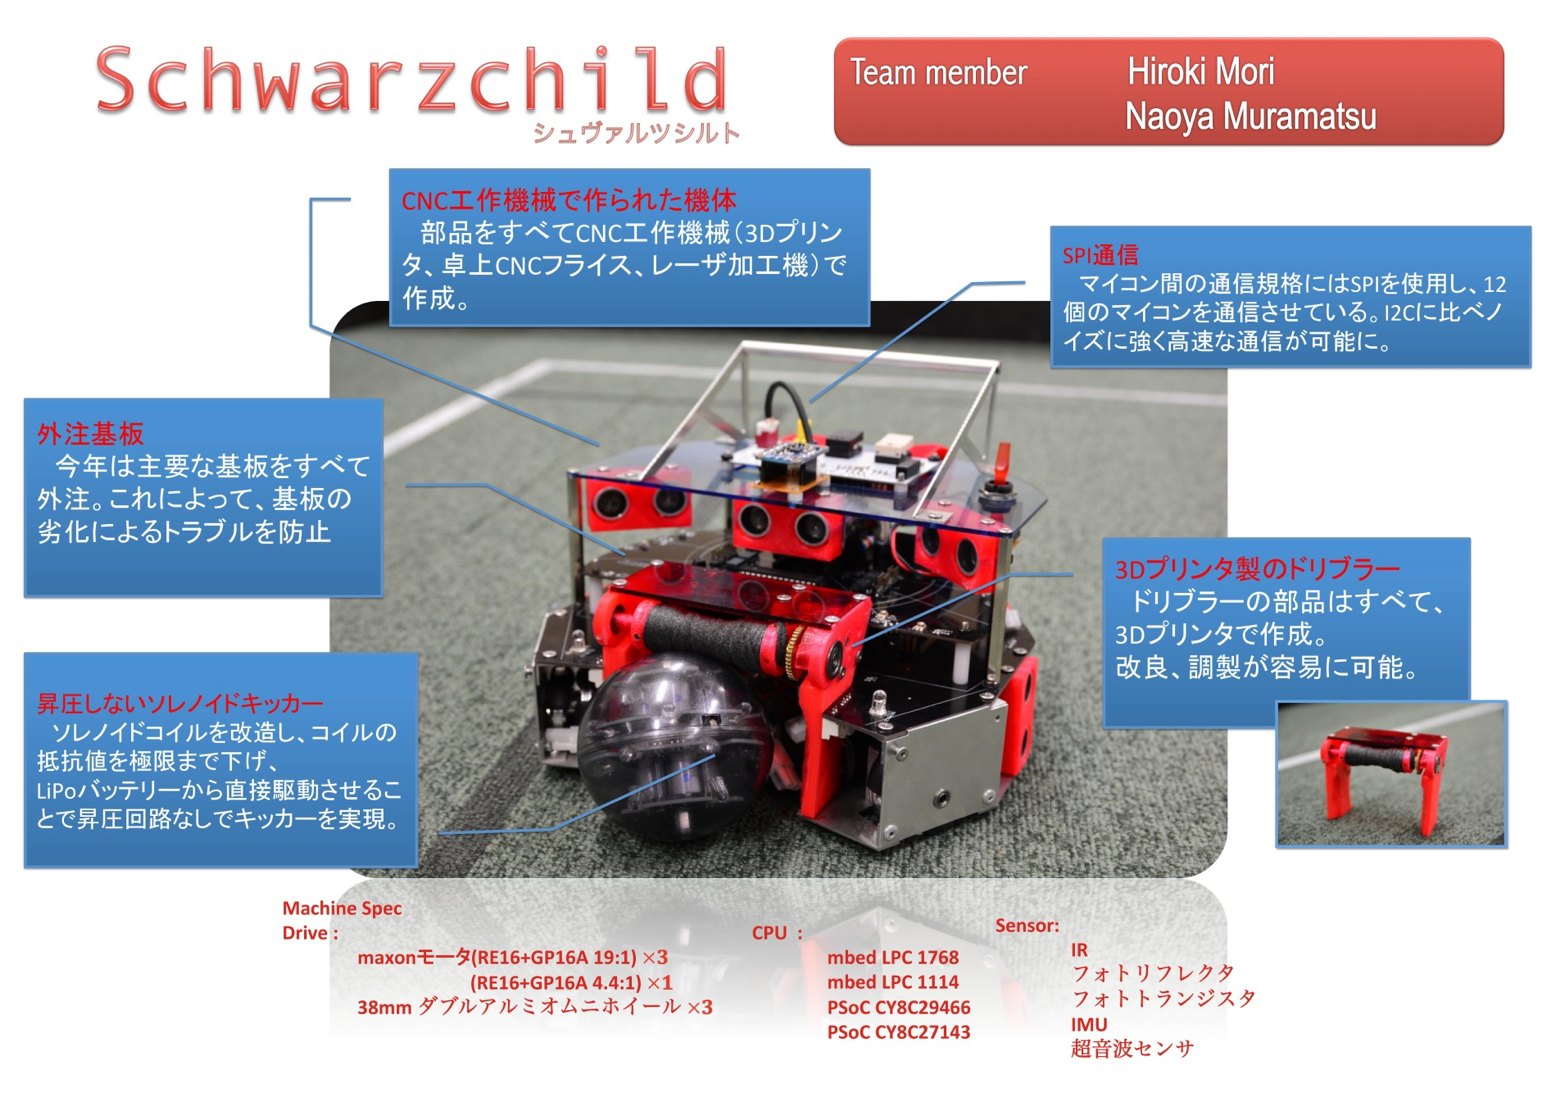 Schwarzchild
シュヴァルツシルト
Team member
Hiroki Mori
Naoya Muramatsu
CNC工作機械で作られた機体
部品をすべてCNC工作機械（3Dプリン
タ、卓上CNCフライス、レーザ加工機）で
作成。
SPI通信
マイコン間の通信規格にはSPIを使用し、12
個のマイコンを通信させている。I2Cに比べノ
イズに強く高速な通信が可能に。
外注基板
今年は主要な基板をすべて
外注。これによって、基板の
劣化によるトラブルを防止
3Dプリンタ製のドリブラー
ドリブラーの部品はすべて、
3Dプリンタで作成。
改良、調製が容易に可能。
昇圧しないソレノイドキッカー
ソレノイドコイルを改造し、コイルの
抵抗値を極限まで下げ、
LiPoバッテリーから直接駆動させるこ
とで昇圧回路なしでキッカーを実現。
Machine Spec
Drive :
maxonモータ(RE16+GP16A 19:1) ×3
(RE16+GP16A 4.4:1) ×1
38mm ダブルアルミオムニホイール ×3
CPU :
mbed LPC 1768
mbed LPC 1114
PSoC CY8C29466
PSoC CY8C27143
Sensor:
IR
フォトリフレクタ
フォトトランジスタ
IMU
超音波センサ